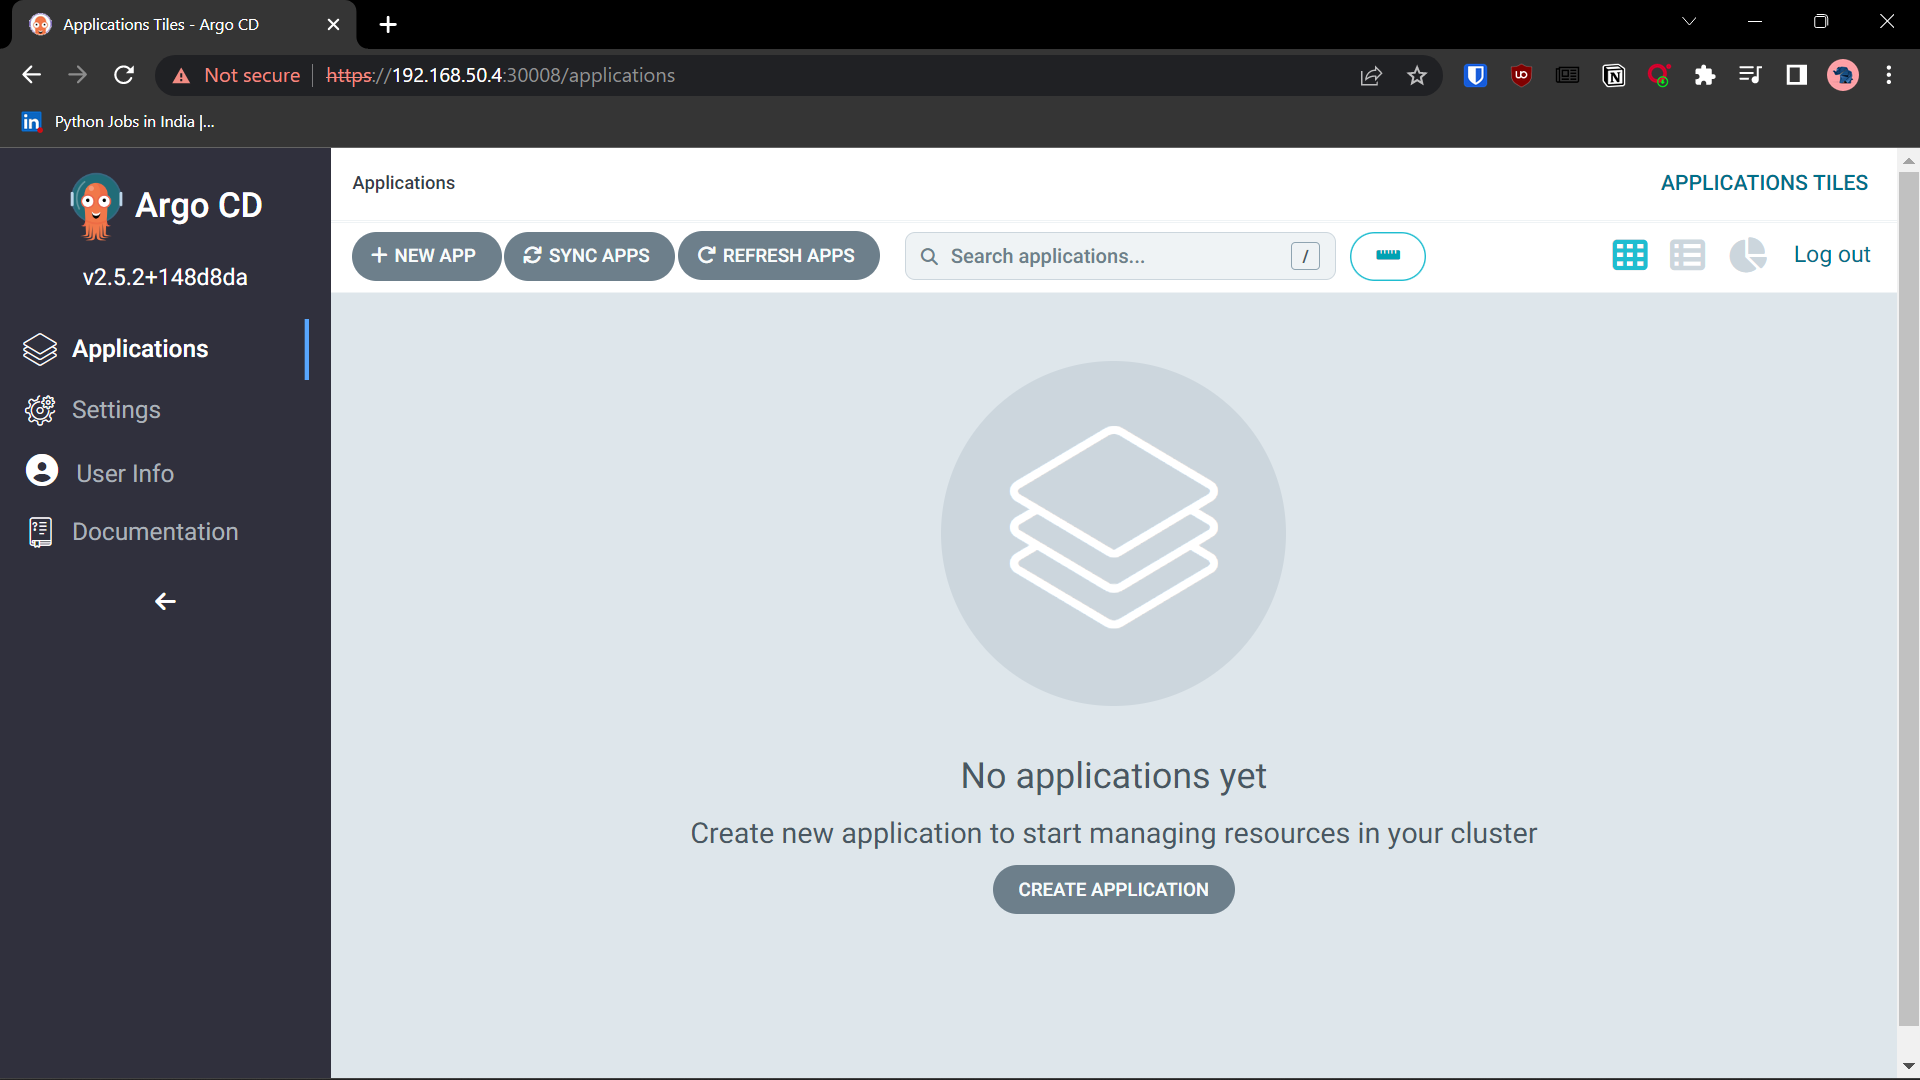 Applications Tiles - Argo CD
Not secure
https://192.168.50.4:30008/applications
Python Jobs in India |...
Argo CD
v2.5.2+148d8da
Applications
Settings
User Info
Documentation
Applications
APPLICATIONS TILES
NEW APP
SYNC APPS
REFRESH APPS
Search applications...
/
Log out
No applications yet
Create new application to start managing resources in your cluster
CREATE APPLICATION